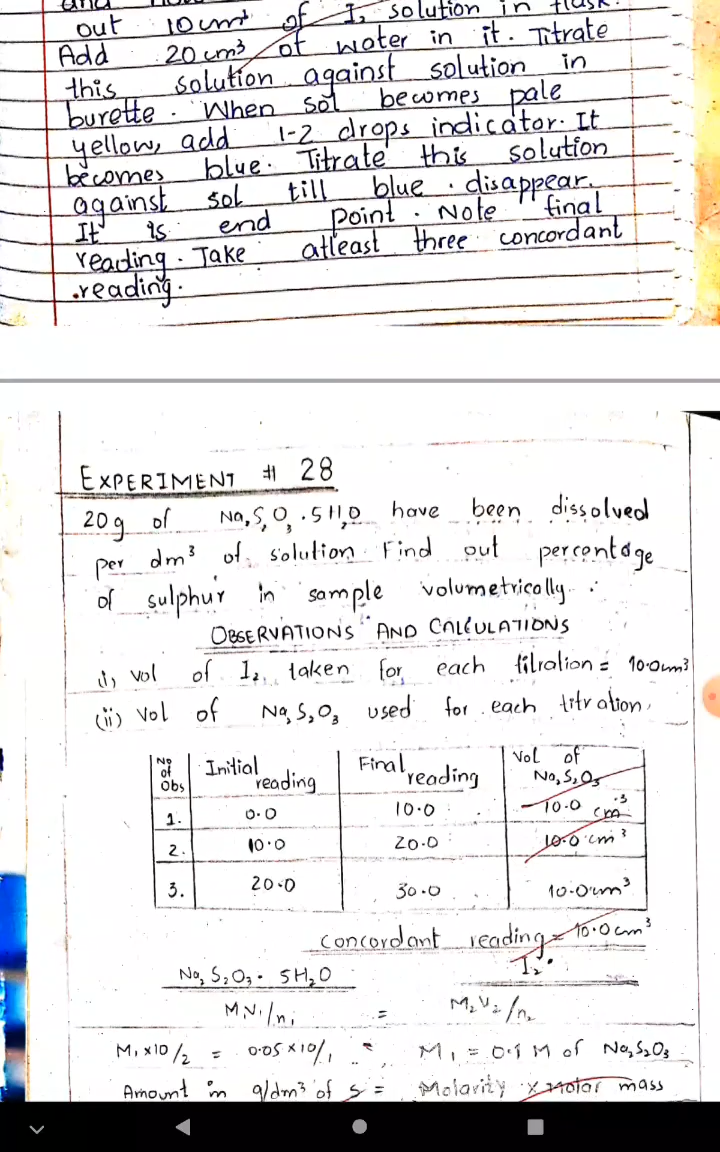 out 10 cm³ of I₂ solution in flask.
Add 20 cm³ of water in it. Titrate
this solution against solution in
burette. When sol becomes pale
yellow, add 1-2 drops indicator. It
becomes blue. Titrate this solution
against sol till blue disappear.
It is end point. Note final
reading. Take atleast three concordant
reading.
EXPERIMENT # 28
20g of Na₂S₂O₃.5H₂O have been dissolved
per dm³ of solution. Find out percentage
of sulphur in sample volumetrically.
OBSERVATIONS AND CALCULATIONS
(i) Vol of I₂ taken for each titration = 10.0cm³
(ii) Vol of Na₂S₂O₃ used for each titration.
No of Obs | Initial reading | Final reading | Vol of Na₂S₂O₃
1. 0.0 10.0 10.0 cm³
2. 10.0 20.0 10.0 cm³
3. 20.0 30.0 10.0 cm³
concordant reading = 10.0 cm³
Na₂S₂O₃.5H₂O I₂
M₁V₁/n₁ = M₂V₂/n₂
M₁×10/2 = 0.05×10/1 M₁ = 0.1 M of Na₂S₂O₃
Amount in g/dm³ of S = Molarity × Molar mass